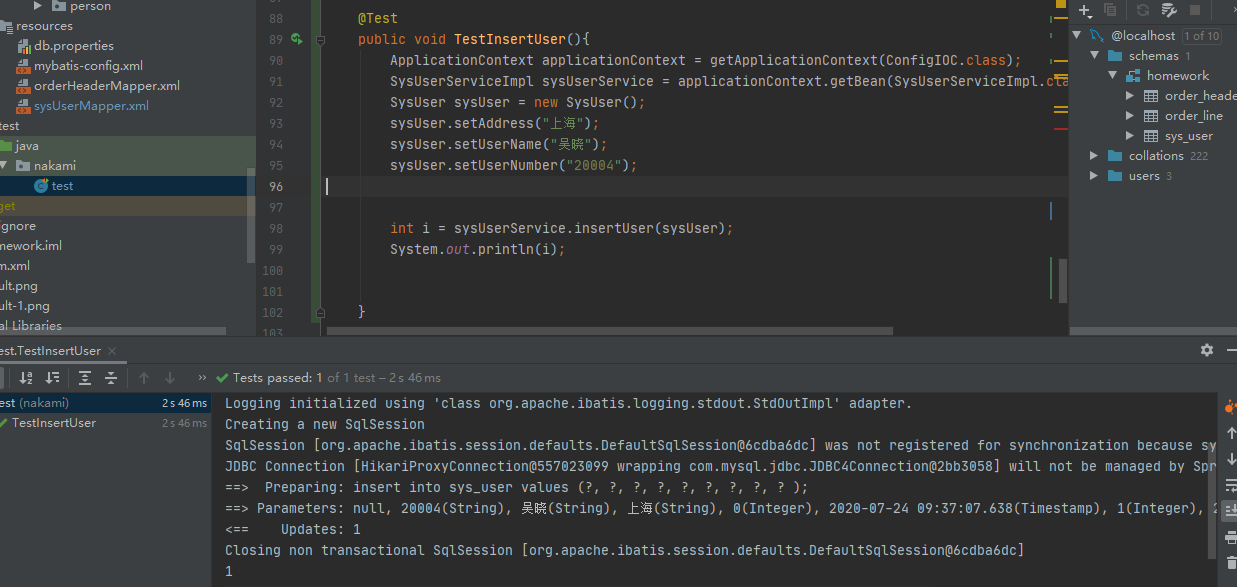 person
resources
db.properties
mybatis-config.xml
orderHeaderMapper.xml
sysUserMapper.xml
test
java
nakami
test
get
ignore
mework.iml
m.xml
ult.png
ult-1.png
al Libraries
88 @Test
89 public void TestInsertUser(){
90 ApplicationContext applicationContext = getApplicationContext(ConfigIOC.class);
91 SysUserServiceImpl sysUserService = applicationContext.getBean(SysUserServiceImpl.cla
92 SysUser sysUser = new SysUser();
93 sysUser.setAddress("上海");
94 sysUser.setUserName("吴晓");
95 sysUser.setUserNumber("20004");
96
97
98 int i = sysUserService.insertUser(sysUser);
99 System.out.println(i);
100
101
102 }
103
@localhost 1 of 10
schemas 1
homework
order_heade
order_line
sys_user
collations 222
users 3
est.TestInsertUser ×
» Tests passed: 1 of 1 test – 2 s 46 ms
est (nakami) 2 s 46 ms
TestInsertUser 2 s 46 ms
Logging initialized using 'class org.apache.ibatis.logging.stdout.StdOutImpl' adapter.
Creating a new SqlSession
SqlSession [org.apache.ibatis.session.defaults.DefaultSqlSession@6cdba6dc] was not registered for synchronization because sy
JDBC Connection [HikariProxyConnection@557023099 wrapping com.mysql.jdbc.JDBC4Connection@2bb3058] will not be managed by Spr
==>  Preparing: insert into sys_user values (?, ?, ?, ?, ?, ?, ?, ?, ? );
==> Parameters: null, 20004(String), 吴晓(String), 上海(String), 0(Integer), 2020-07-24 09:37:07.638(Timestamp), 1(Integer), 2
<==    Updates: 1
Closing non transactional SqlSession [org.apache.ibatis.session.defaults.DefaultSqlSession@6cdba6dc]
1